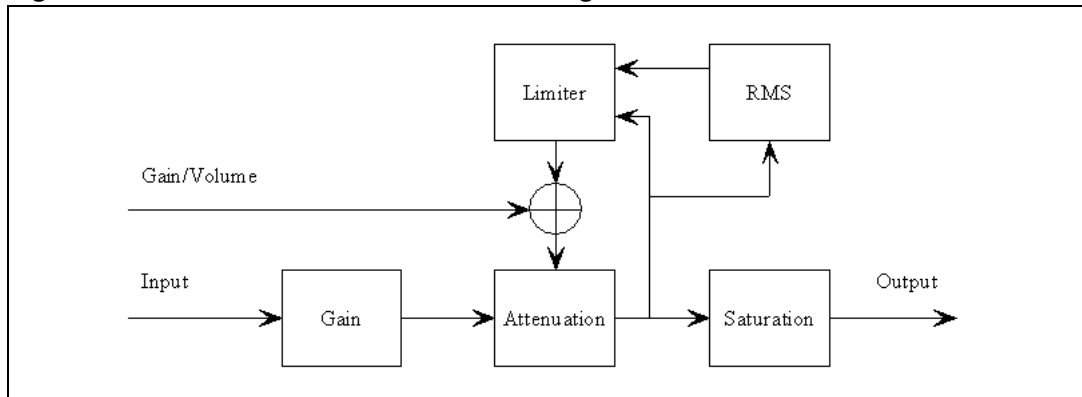 Limiter
RMS
Gain/Volume
Input
Gain
Attenuation
Saturation
Output